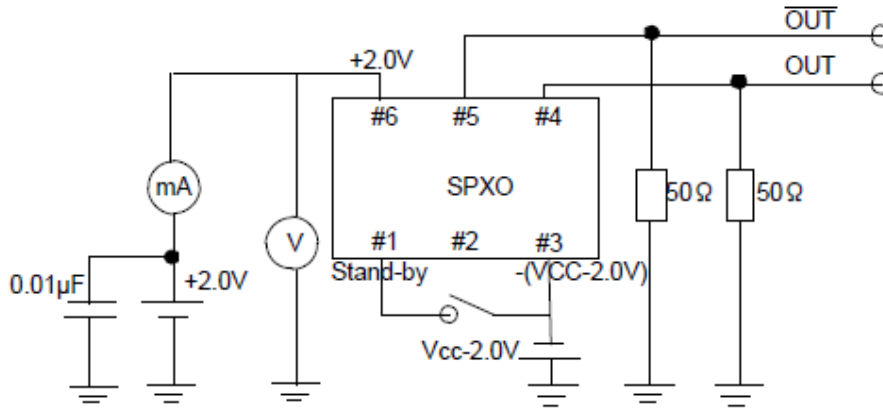 OUT
OUT
+2.0V
#6 #5 #4
mA
SPXO
50Ω 50Ω
V
#1 #2 #3
Stand-by -(VCC-2.0V)
0.01µF +2.0V
Vcc-2.0V